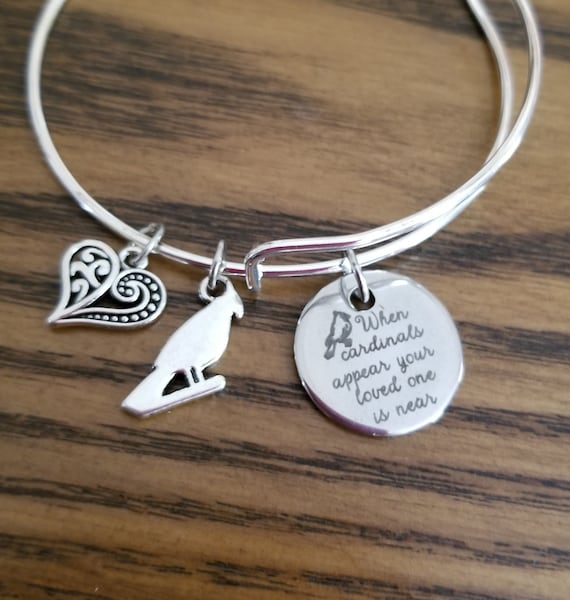 When
cardinals
appear your
loved one
is near